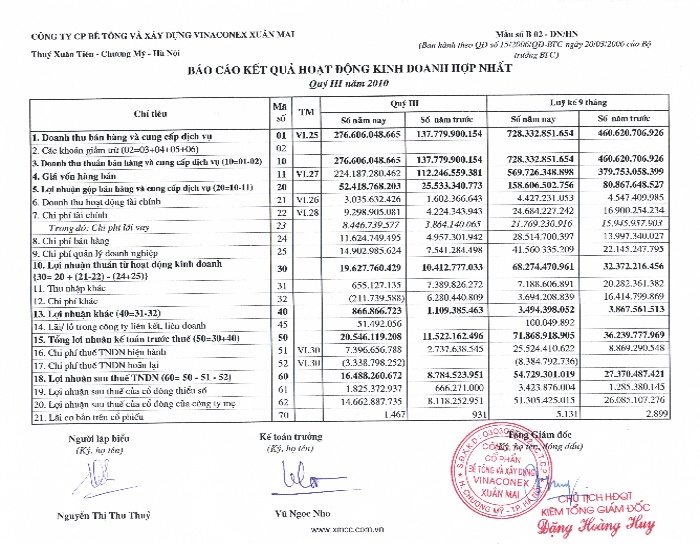 CÔNG TY CP BÊ TÔNG VÀ XÂY DỰNG VINACONEX XUÂN MAI
Thuỷ Xuân Tiên - Chương Mỹ - Hà Nội
Mẫu số B 02 - DN/HN
(Ban hành theo QĐ số 15/2006/QĐ-BTC ngày 20/03/2006 của Bộ
trưởng BTC)
BÁO CÁO KẾT QUẢ HOẠT ĐỘNG KINH DOANH HỢP NHẤT
Quý III năm 2010
Chỉ tiêu Mã số TM Quý III Luỹ kế 9 tháng
Số năm nay Số năm trước Số năm nay Số năm trước
1. Doanh thu bán hàng và cung cấp dịch vụ 01 VI.25 276.606.048.665 137.779.900.154 728.332.851.654 460.620.706.926
2. Các khoản giảm trừ (02=03+04+05+06) 02
3. Doanh thu thuần bán hàng và cung cấp dịch vụ (10=01-02) 10 276.606.048.665 137.779.900.154 728.332.851.654 460.620.706.926
4. Giá vốn hàng bán 11 VI.27 224.187.280.462 112.246.559.381 569.726.348.898 379.753.058.399
5. Lợi nhuận gộp bán hàng và cung cấp dịch vụ (20=10-11) 20 52.418.768.203 25.533.340.773 158.606.502.756 80.867.648.527
6. Doanh thu hoạt động tài chính 21 VI.26 3.035.632.426 1.602.366.643 4.427.231.053 4.547.409.985
7. Chi phí tài chính 22 VI.28 9.298.905.081 4.224.343.943 24.684.227.242 16.900.254.234
Trong đó: Chi phí lãi vay 23 8.446.739.577 3.864.140.065 21.769.230.916 15.945.957.903
8. Chi phí bán hàng 24 11.624.749.495 4.957.301.942 28.514.700.397 13.997.340.027
9. Chi phí quản lý doanh nghiệp 25 14.902.985.624 7.541.284.498 41.560.335.209 22.145.247.795
10. Lợi nhuận thuần từ hoạt động kinh doanh
{30= 20 + (21-22) - (24+25)} 30 19.627.760.429 10.412.777.033 68.274.470.961 32.372.216.456
11. Thu nhập khác 31 655.127.135 7.389.826.272 7.188.606.891 20.282.361.382
12. Chi phí khác 32 (211.739.588) 6.280.440.809 3.694.208.839 16.414.799.869
13. Lợi nhuận khác (40=31-32) 40 866.866.723 1.109.385.463 3.494.398.052 3.867.561.513
14. Lãi/ lỗ trong công ty liên kết, liên doanh 45 51.492.056 100.049.892
15. Tổng lợi nhuận kế toán trước thuế (50=30+40) 50 20.546.119.208 11.522.162.496 71.868.918.905 36.239.777.969
16. Chi phí thuế TNDN hiện hành 51 VI.30 7.396.656.788 2.737.638.545 25.524.410.622 8.869.290.548
17. Chi phí thuế TNDN hoãn lại 52 VI.30 (3.338.798.252) (8.384.792.736)
18. Lợi nhuận sau thuế TNDN (60= 50 - 51 - 52) 60 16.488.260.672 8.784.523.951 54.729.301.019 27.370.487.421
19. Lợi nhuận sau thuế của cổ đông thiểu số 61 1.825.372.937 666.271.000 3.423.876.004 1.285.380.145
20. Lợi nhuận sau thuế của cổ đông của công ty mẹ 62 14.662.887.735 8.118.252.951 51.305.425.015 26.085.107.276
21. Lãi cơ bản trên cổ phiếu 70 1.467 931 5.131 2.899
Người lập biểu Kế toán trưởng Tổng Giám đốc
(Ký, họ tên) (Ký, họ tên) (Ký, họ tên, đóng dấu)
CÔNG TY
CỔ PHẦN
BÊ TÔNG VÀ XÂY DỰNG
VINACONEX
XUÂN MAI
H. CHƯƠNG MỸ - TP. HÀ NỘI
CHỦ TỊCH HĐQT
KIÊM TỔNG GIÁM ĐỐC
Đặng Hoàng Huy
Nguyễn Thị Thu Thuỷ Vũ Ngọc Nho
www.xmcc.com.vn